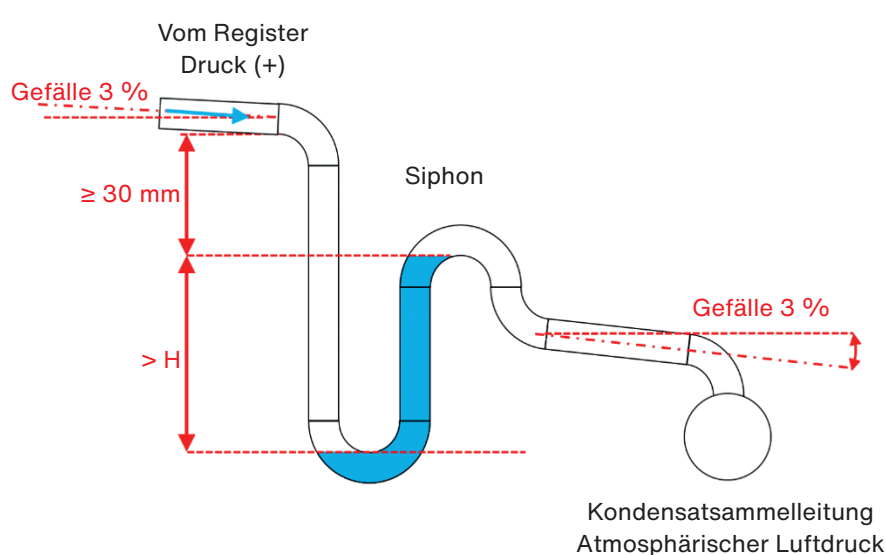 Vom Register
Druck (+)
Gefälle 3 %
≥ 30 mm
Siphon
Gefälle 3 %
> H
Kondensatsammelleitung
Atmosphärischer Luftdruck